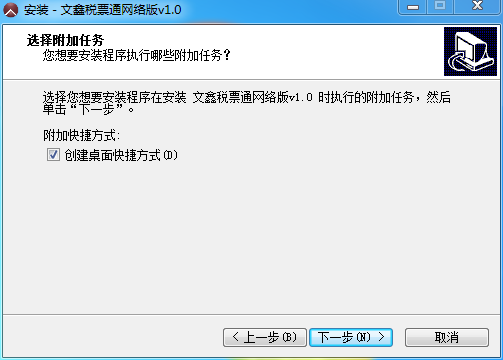 安装 - 文鑫税票通网络版v1.0
选择附加任务
您想要安装程序执行哪些附加任务？
选择您想要安装程序在安装 文鑫税票通网络版v1.0 时执行的附加任务，然后
单击“下一步”。
附加快捷方式:
创建桌面快捷方式(D)
< 上一步(B)
下一步(N) >
取消